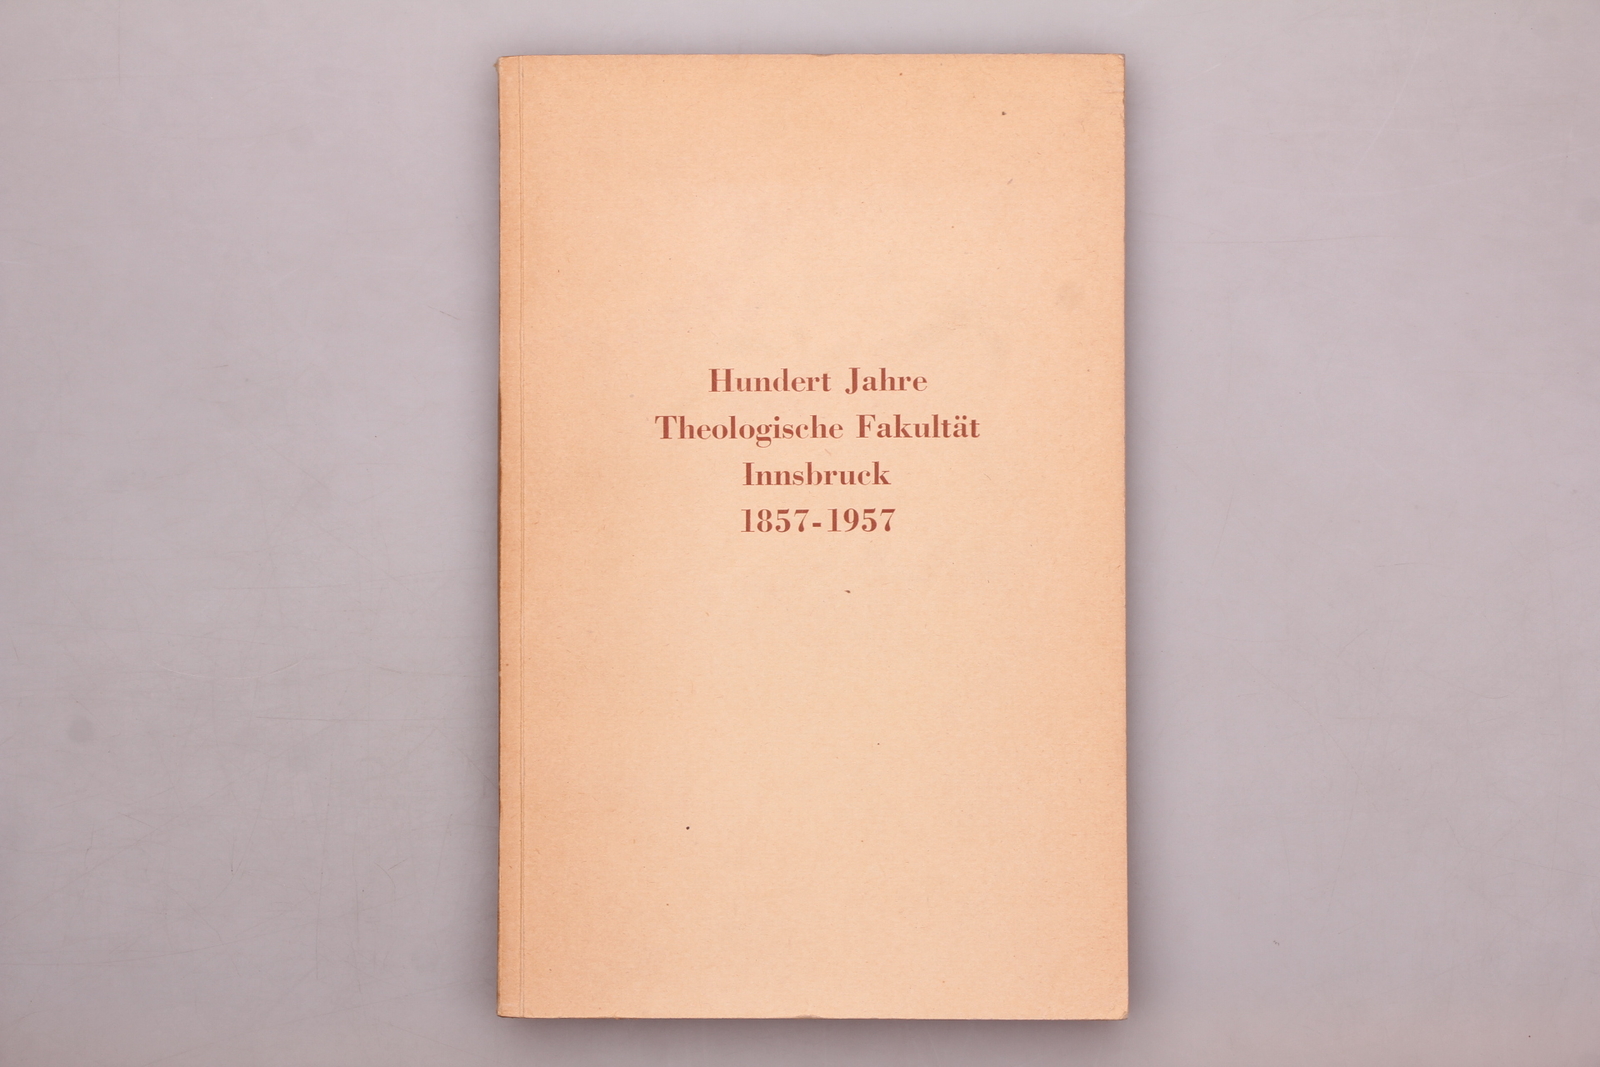 Hundert Jahre
Theologische Fakultät
Innsbruck
1857-1957